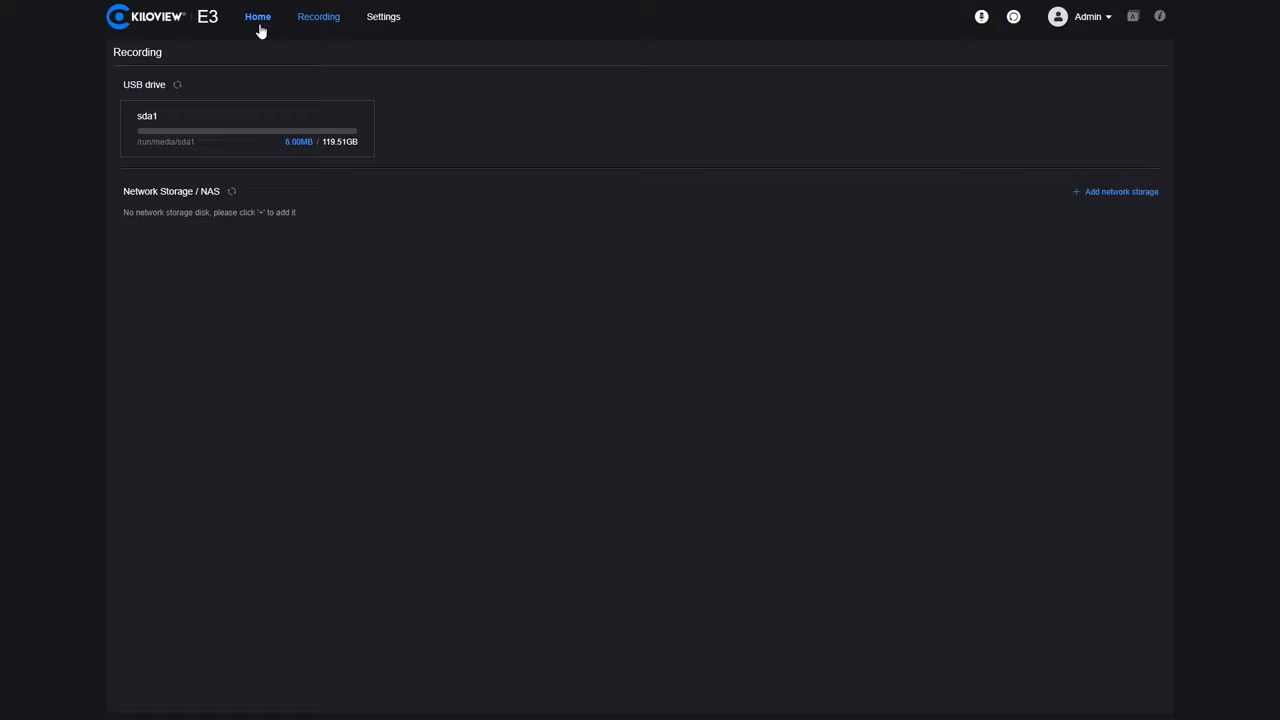 KILOVIEW® / E3 Home Recording Settings Admin A i
Recording
USB drive
sda1
/run/media/sda1 6.00MB / 119.51GB
Network Storage / NAS + Add network storage
No network storage disk, please click '+' to add it